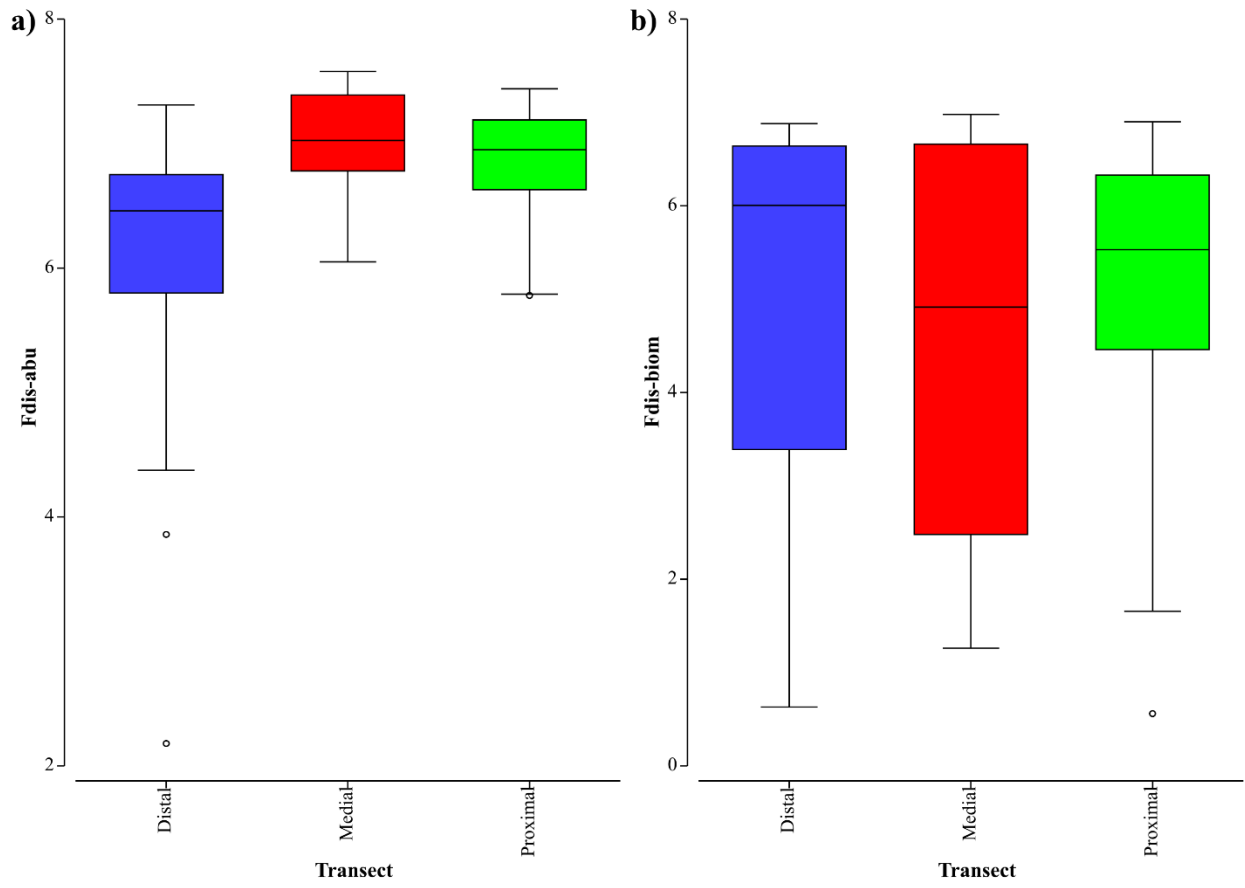 a)
8
6
4
2
Fdis-abu
Distal
Medial
Proximal
Transect
b)
8
6
4
2
0
Fdis-biom
Distal
Medial
Proximal
Transect